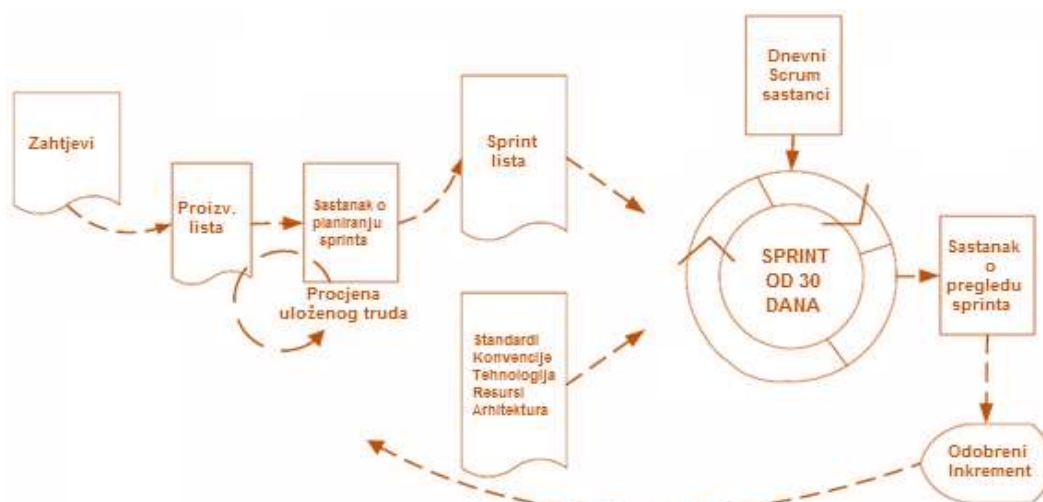 Zahtjevi
Proizv.
lista
Sastanak o
planiranju
sprinta
Procjena
uloženog truda
Sprint
lista
Standardi
Konvencije
Tehnologija
Resursi
Arhitektura
Dnevni
Scrum
sastanci
SPRINT
OD 30
DANA
Sastanak
o
pregledu
sprinta
Odobreni
Inkrement